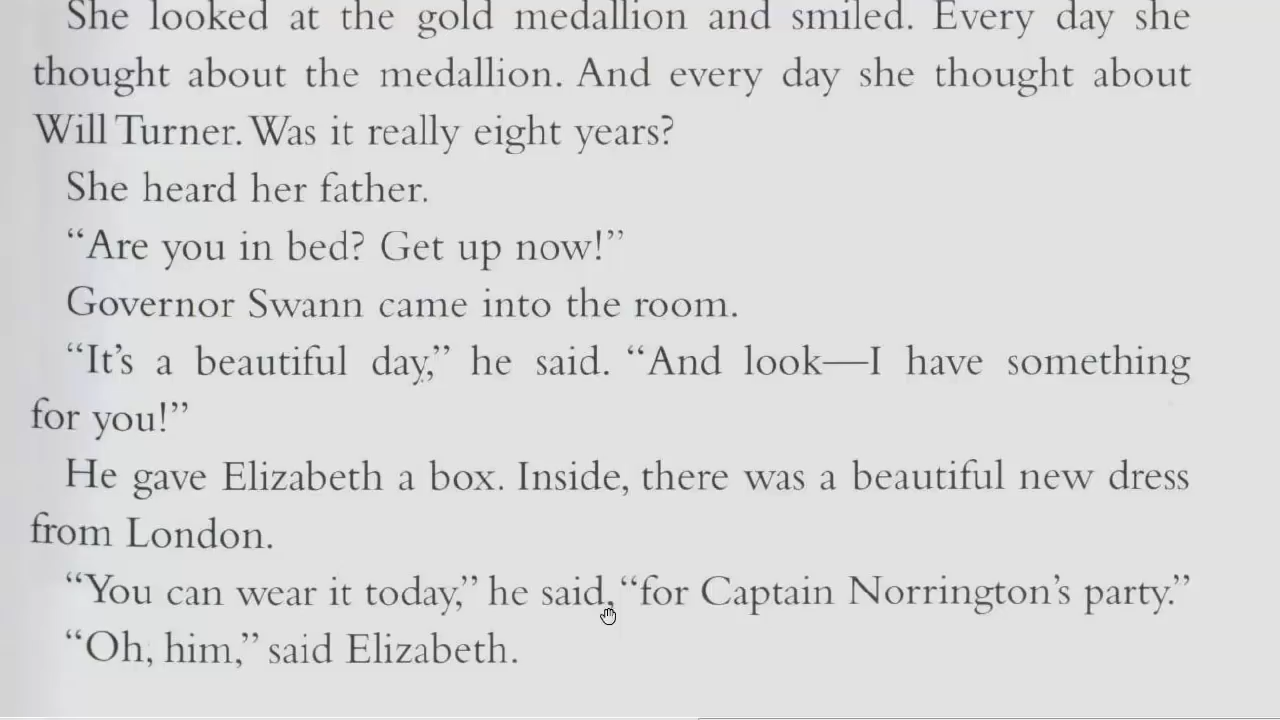 She looked at the gold medallion and smiled. Every day she
thought about the medallion. And every day she thought about
Will Turner. Was it really eight years?
She heard her father.
“Are you in bed? Get up now!”
Governor Swann came into the room.
“It’s a beautiful day,” he said. “And look—I have something
for you!”
He gave Elizabeth a box. Inside, there was a beautiful new dress
from London.
“You can wear it today,” he said, “for Captain Norrington’s party.”
“Oh, him,” said Elizabeth.